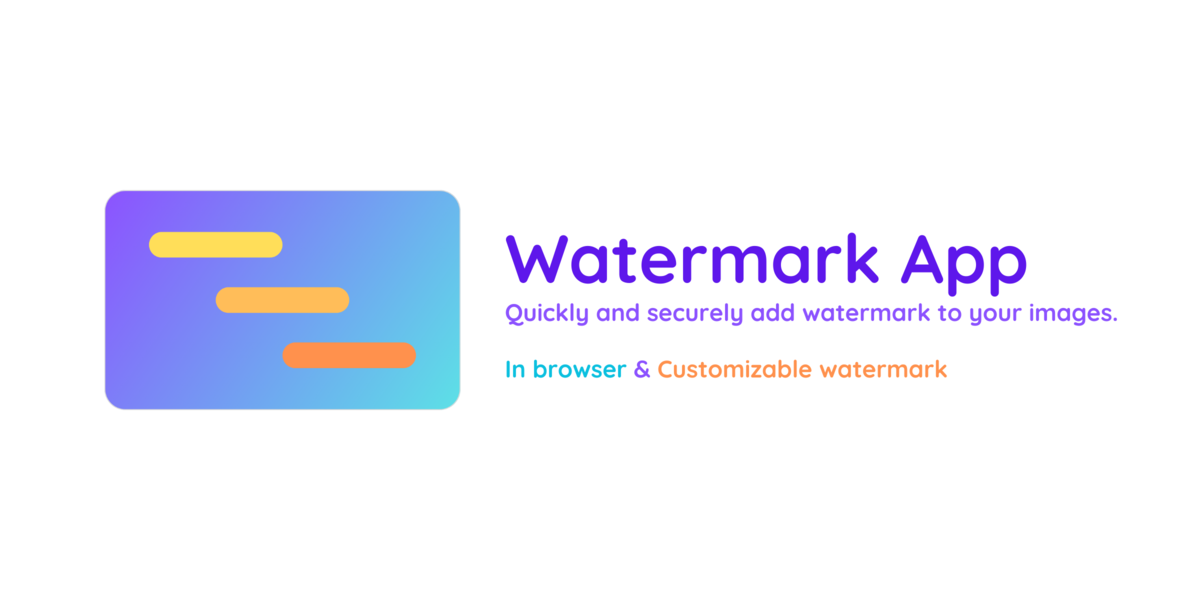 Watermark App
Quickly and securely add watermark to your images.
In browser & Customizable watermark